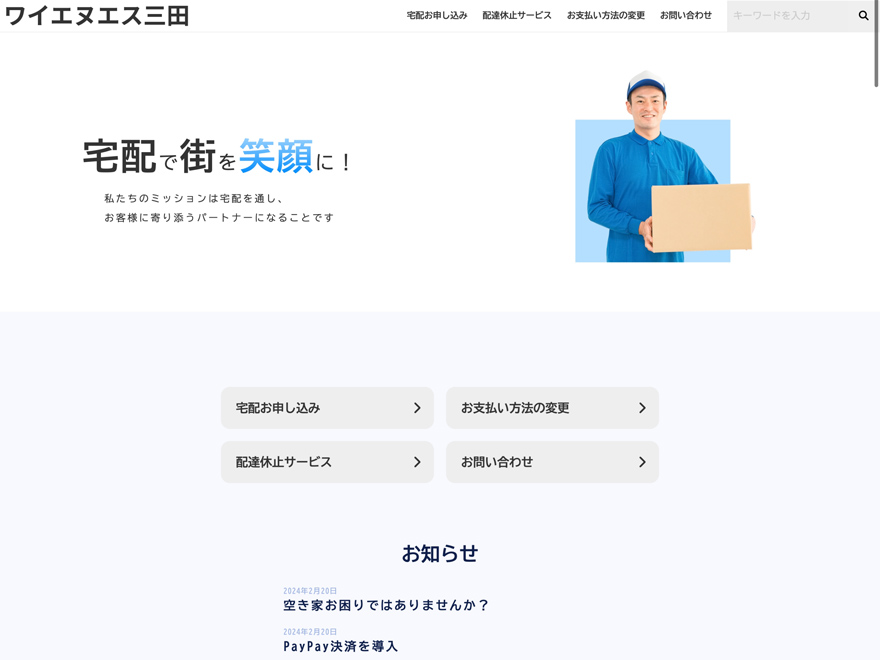 ワイエヌエス三田
宅配お申し込み 配達休止サービス お支払い方法の変更 お問い合わせ キーワードを入力
宅配で街を笑顔に！
私たちのミッションは宅配を通し、
お客様に寄り添うパートナーになることです
宅配お申し込み
お支払い方法の変更
配達休止サービス
お問い合わせ
お知らせ
2024年2月20日
空き家お困りではありませんか？
2024年2月20日
PayPay決済を導入